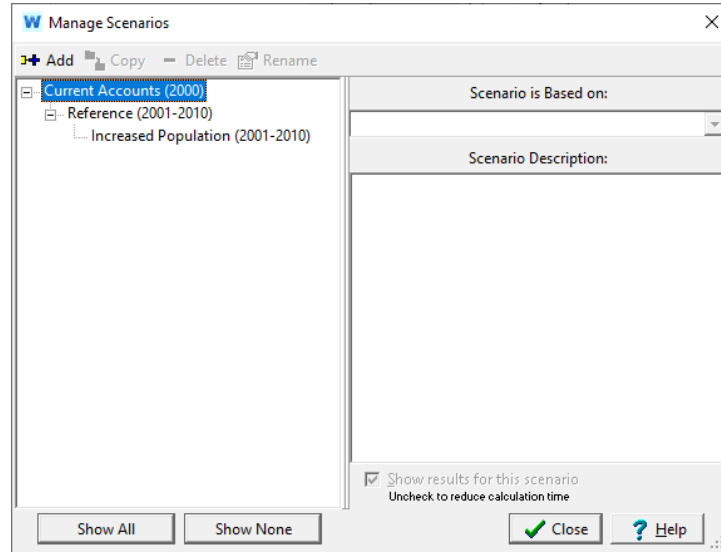 W Manage Scenarios
Add Copy Delete Rename
Current Accounts (2000)
Reference (2001-2010)
Increased Population (2001-2010)
Scenario is Based on:
Scenario Description:
Show results for this scenario
Uncheck to reduce calculation time
Show All Show None Close ? Help